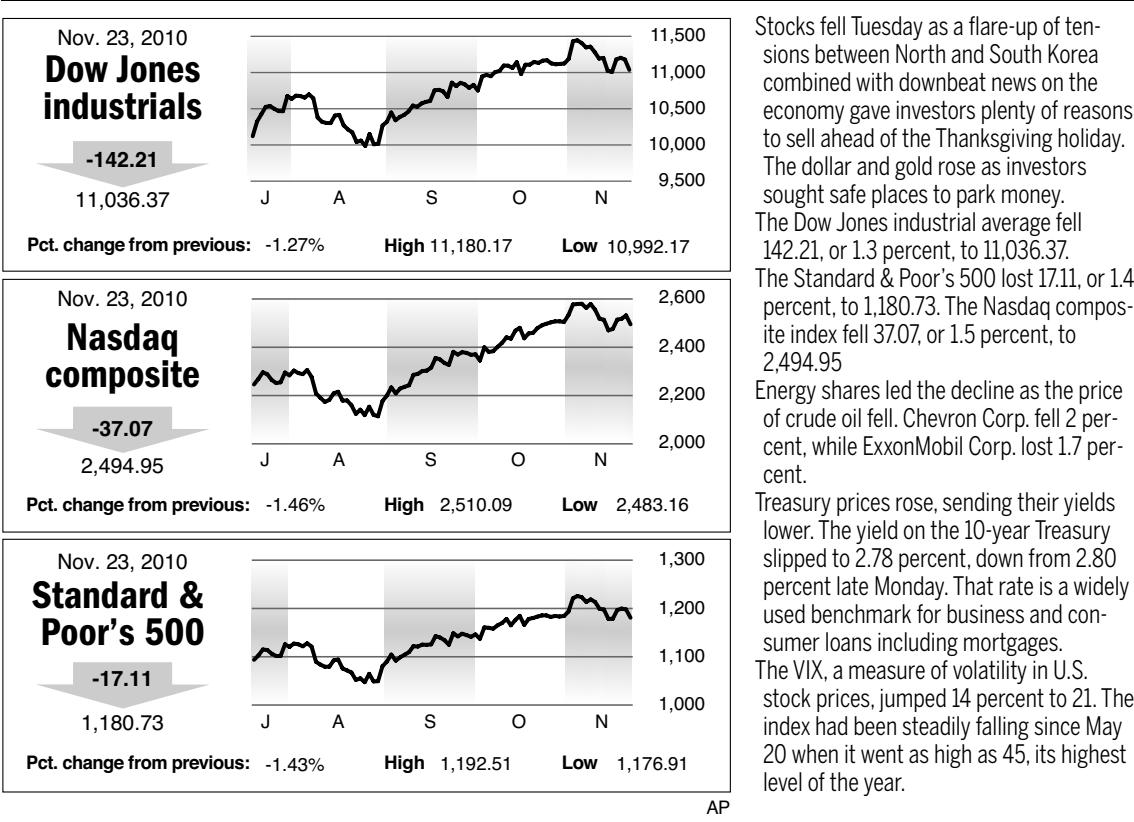 Nov. 23, 2010
Dow Jones
industrials
-142.21
11,036.37
11,500
11,000
10,500
10,000
9,500
J A S O N
Pct. change from previous: -1.27% High 11,180.17 Low 10,992.17
Nov. 23, 2010
Nasdaq
composite
-37.07
2,494.95
2,600
2,400
2,200
2,000
J A S O N
Pct. change from previous: -1.46% High 2,510.09 Low 2,483.16
Nov. 23, 2010
Standard &
Poor's 500
-17.11
1,180.73
1,300
1,200
1,100
1,000
J A S O N
Pct. change from previous: -1.43% High 1,192.51 Low 1,176.91
AP
Stocks fell Tuesday as a flare-up of ten-
sions between North and South Korea
combined with downbeat news on the
economy gave investors plenty of reasons
to sell ahead of the Thanksgiving holiday.
The dollar and gold rose as investors
sought safe places to park money.
The Dow Jones industrial average fell
142.21, or 1.3 percent, to 11,036.37.
The Standard & Poor's 500 lost 17.11, or 1.4
percent, to 1,180.73. The Nasdaq compos-
ite index fell 37.07, or 1.5 percent, to
2,494.95
Energy shares led the decline as the price
of crude oil fell. Chevron Corp. fell 2 per-
cent, while ExxonMobil Corp. lost 1.7 per-
cent.
Treasury prices rose, sending their yields
lower. The yield on the 10-year Treasury
slipped to 2.78 percent, down from 2.80
percent late Monday. That rate is a widely
used benchmark for business and con-
sumer loans including mortgages.
The VIX, a measure of volatility in U.S.
stock prices, jumped 14 percent to 21. The
index had been steadily falling since May
20 when it went as high as 45, its highest
level of the year.